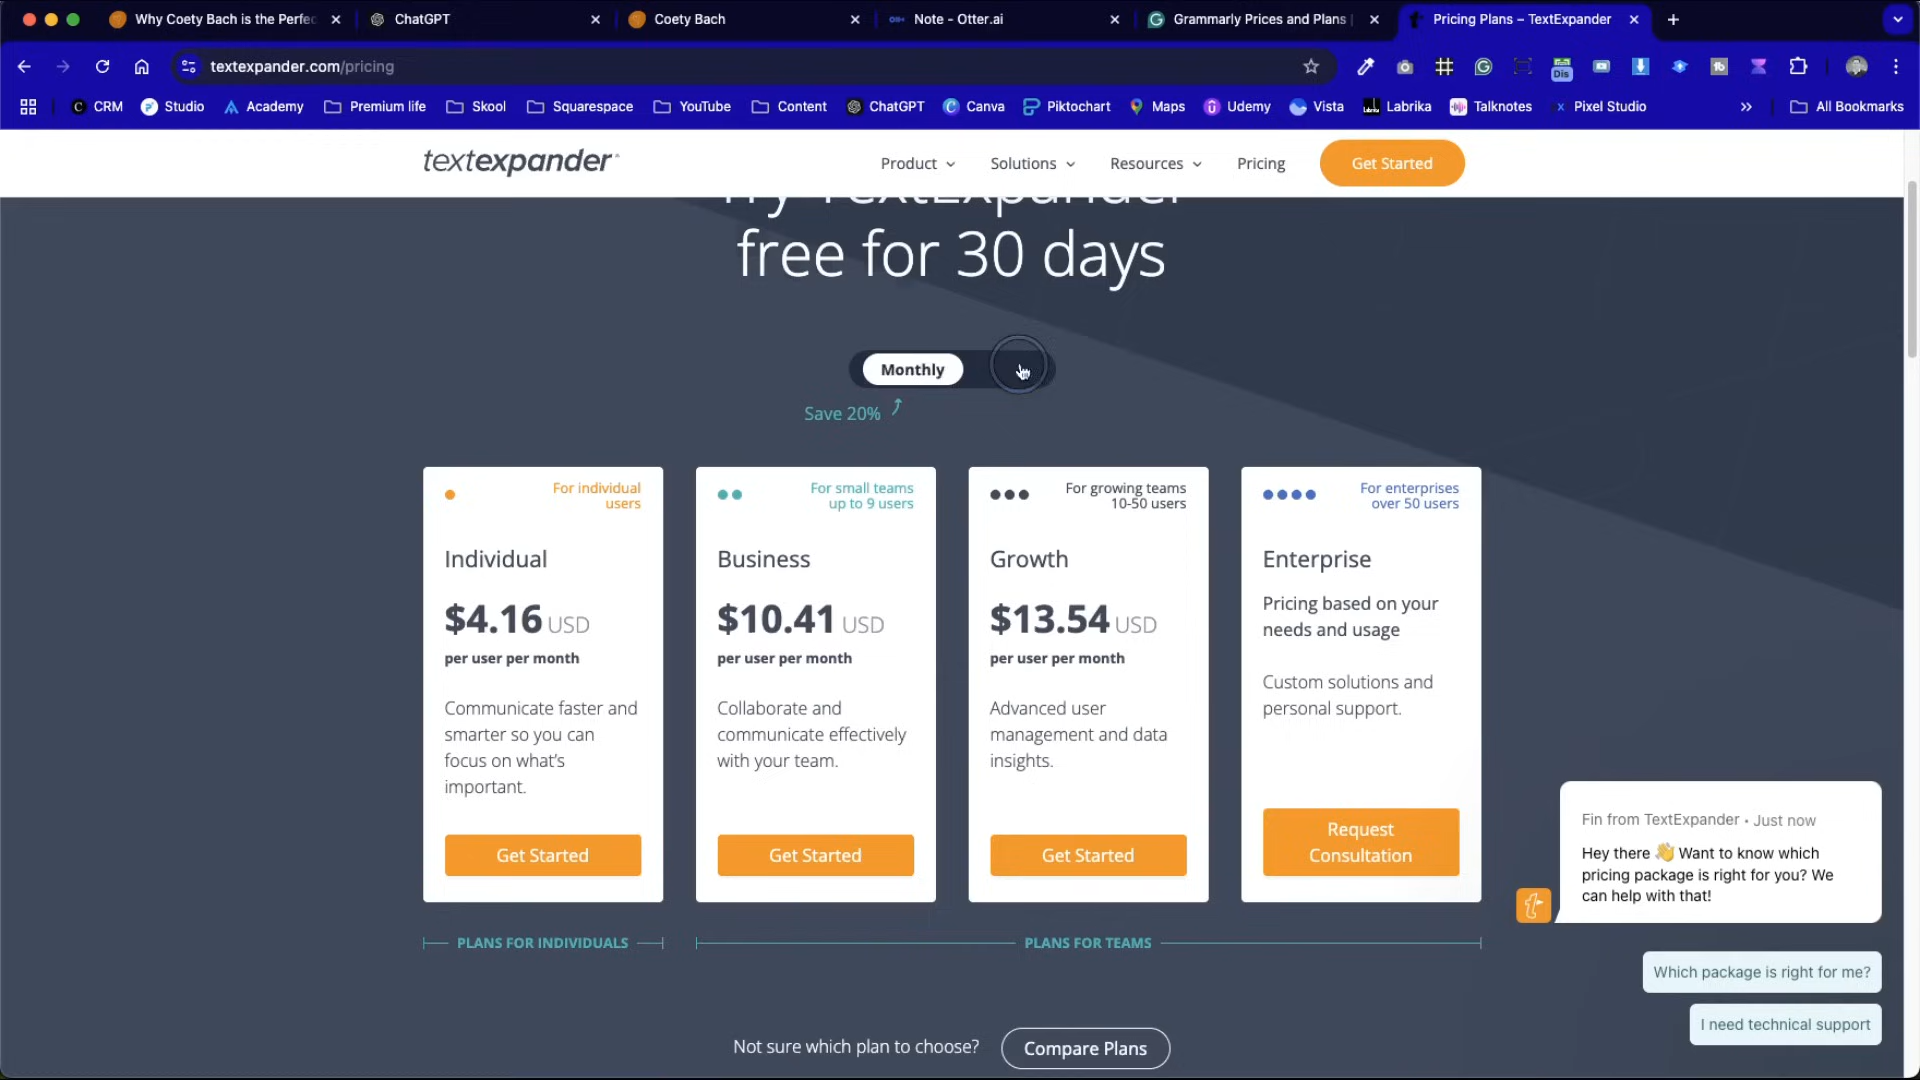 Why Coety Bach is the Perfec
ChatGPT
Coety Bach
Note - Otter.ai
Grammarly Prices and Plans
Pricing Plans – TextExpander
textexpander.com/pricing
Dis
CRM
Studio
Academy
Premium life
Skool
Squarespace
YouTube
Content
ChatGPT
Canva
Piktochart
Maps
Udemy
Vista
Labrika
Talknotes
Pixel Studio
All Bookmarks
textexpander
Product
Solutions
Resources
Pricing
Get Started
Try TextExpander
free for 30 days
Monthly
Save 20%
For individual
users
Individual
$4.16 USD
per user per month
Communicate faster and
smarter so you can
focus on what's
important.
Get Started
For small teams
up to 9 users
Business
$10.41 USD
per user per month
Collaborate and
communicate effectively
with your team.
Get Started
For growing teams
10-50 users
Growth
$13.54 USD
per user per month
Advanced user
management and data
insights.
Get Started
For enterprises
over 50 users
Enterprise
Pricing based on your
needs and usage
Custom solutions and
personal support.
Request
Consultation
PLANS FOR INDIVIDUALS
PLANS FOR TEAMS
Not sure which plan to choose?
Compare Plans
Fin from TextExpander • Just now
Hey there 👋 Want to know which
pricing package is right for you? We
can help with that!
Which package is right for me?
I need technical support